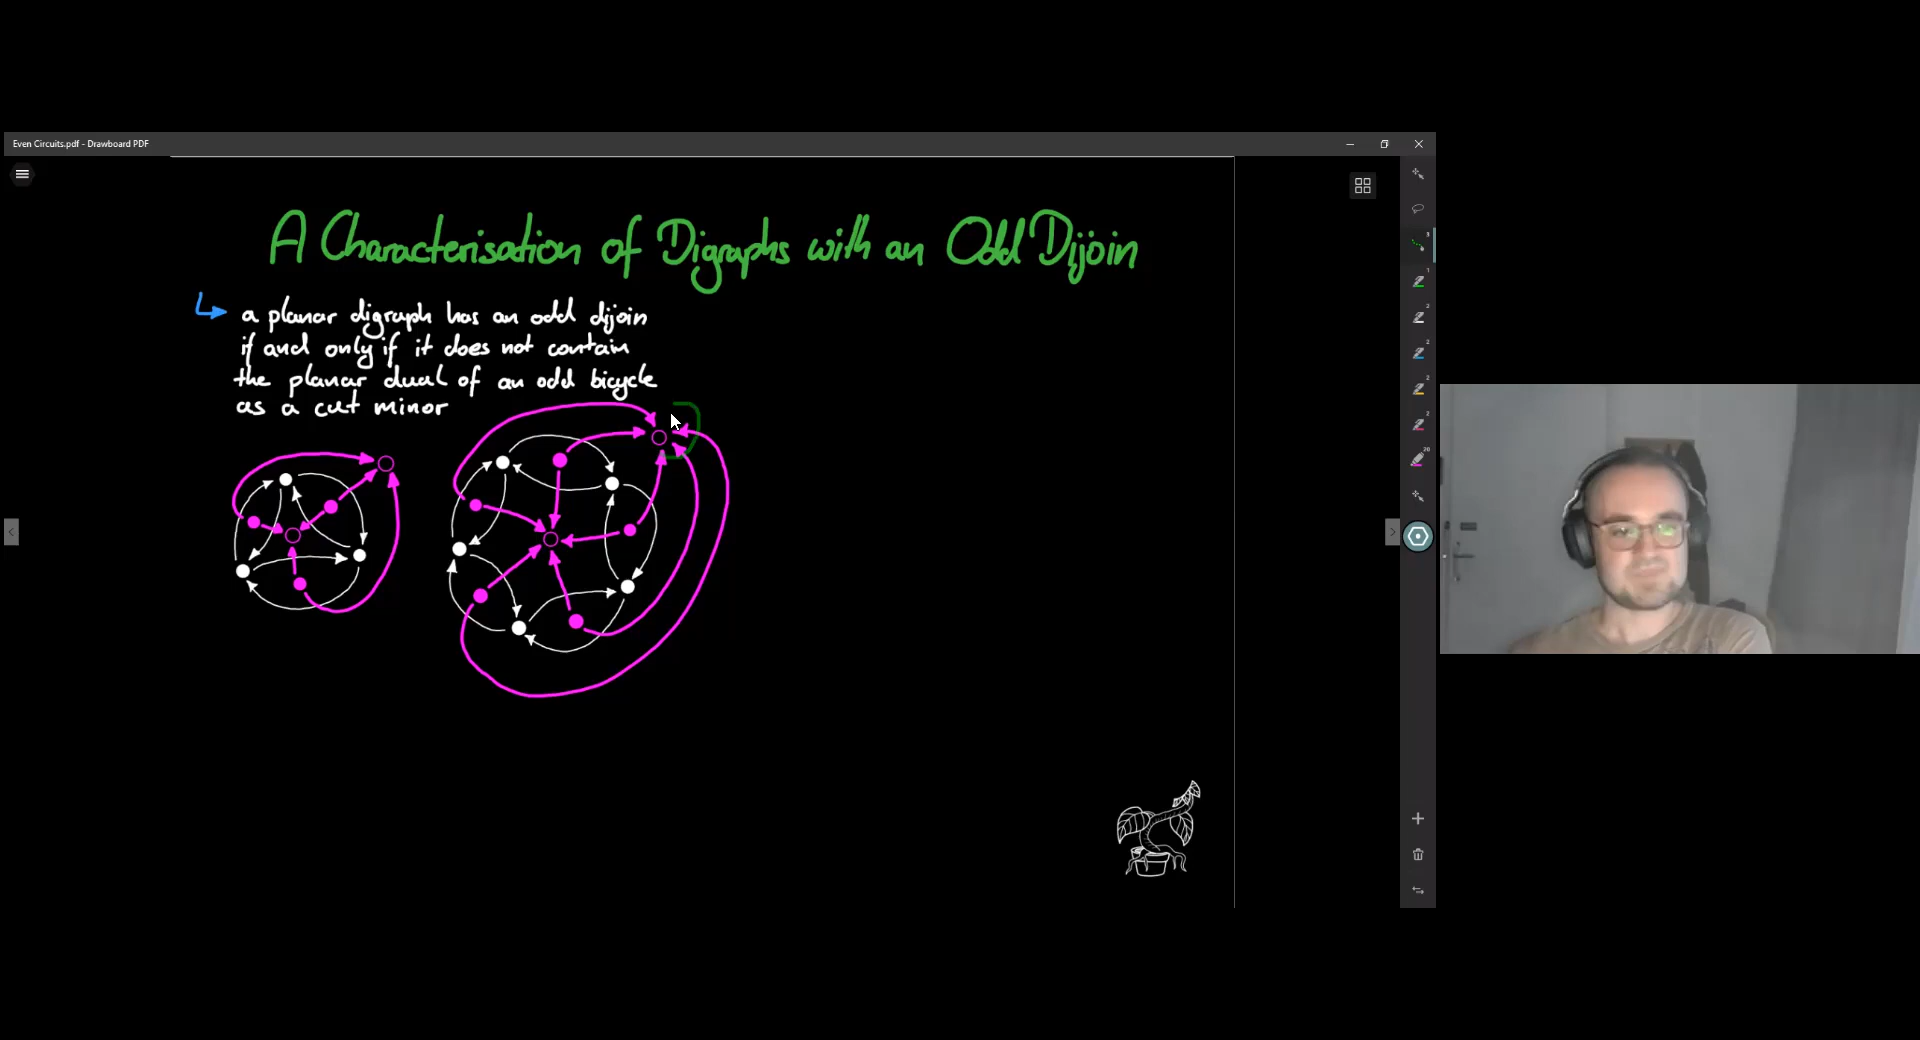 Even Circuits.pdf - Drawboard PDF
A Characterisation of Digraphs with an Odd Dijoin
a planar digraph has an odd dijoin
if and only if it does not contain
the planar dual of an odd bicycle
as a cut minor